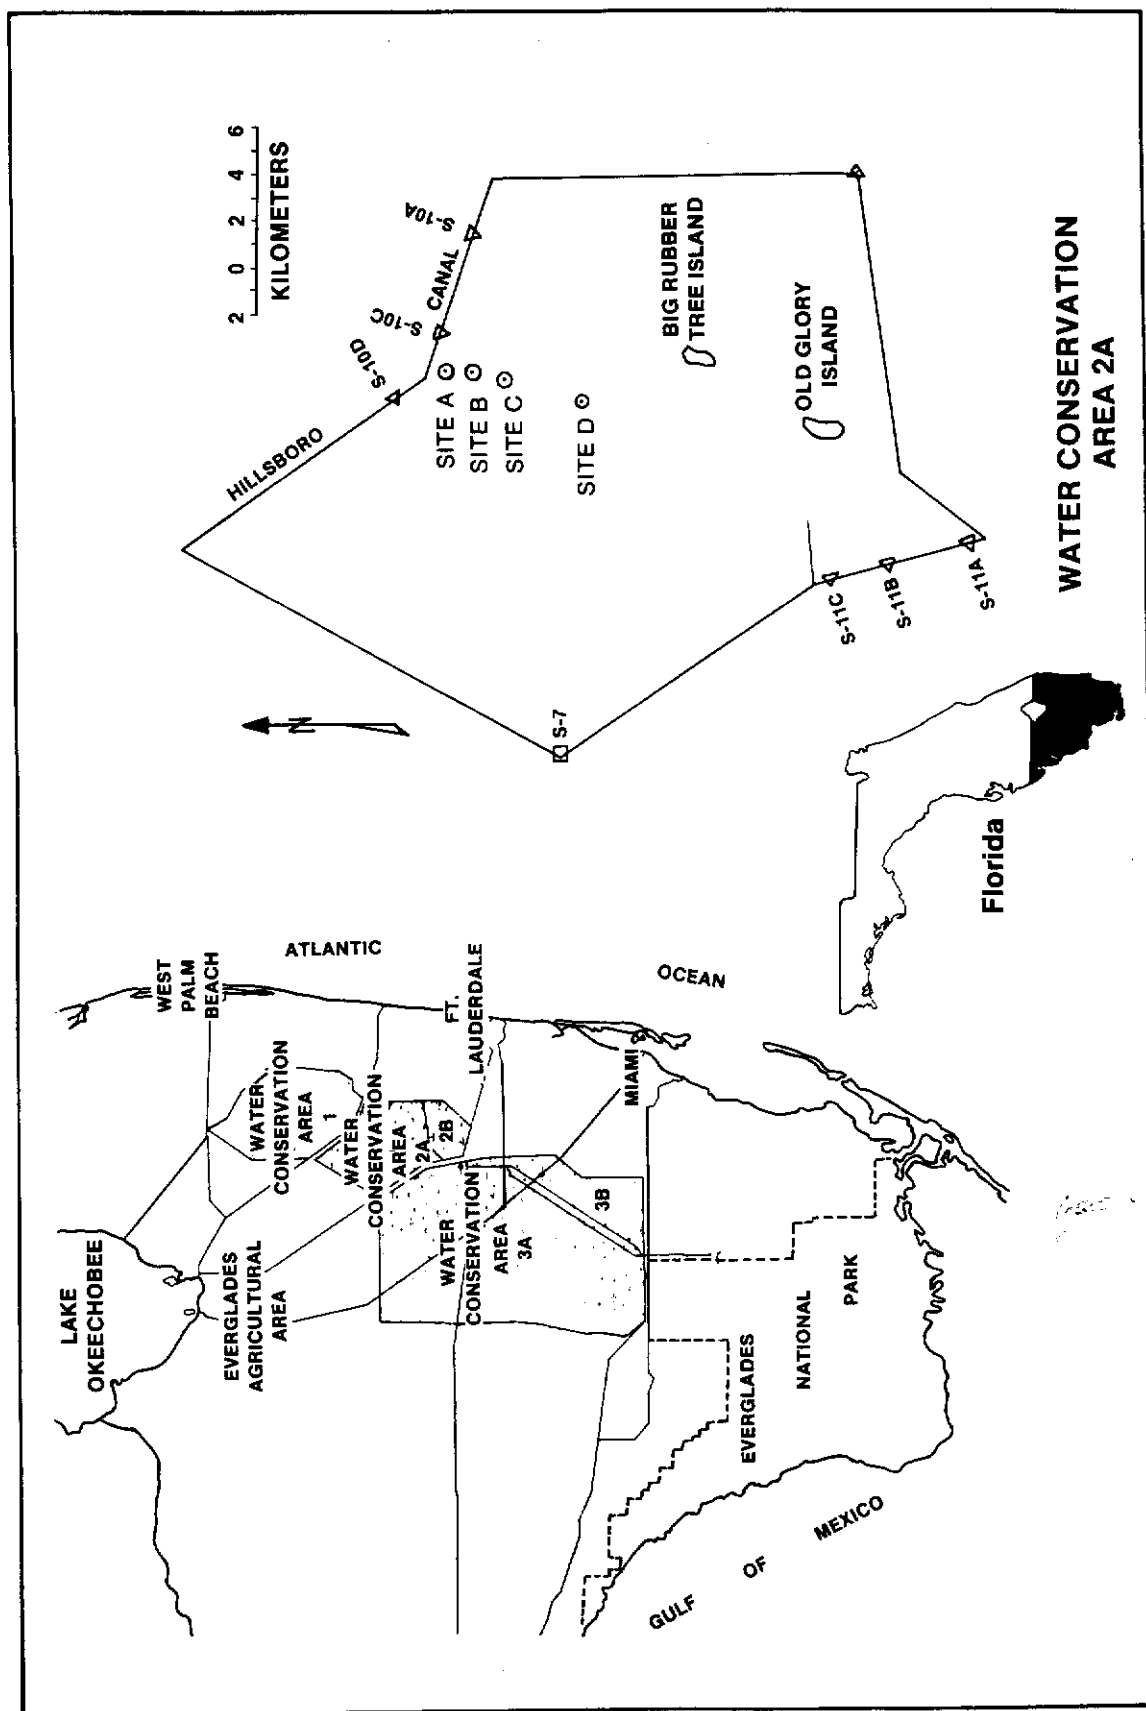 LAKE
OKEECHOBEE
EVERGLADES
AGRICULTURAL
AREA
WEST
PALM
BEACH
WATER
CONSERVATION
AREA
1
WATER
CONSERVATION
AREA
2A
2B
ATLANTIC
OCEAN
FT.
LAUDERDALE
WATER
CONSERVATION
AREA
3A
3B
MIAMI
EVERGLADES
NATIONAL
PARK
GULF OF MEXICO
N
Florida
2 0 2 4 6
KILOMETERS
HILLSBORO
CANAL
S-10D
S-10C
S-10A
SITE A
SITE B
SITE C
SITE D
S-7
BIG RUBBER
TREE ISLAND
OLD GLORY
ISLAND
S-11C
S-11B
S-11A
WATER CONSERVATION
AREA 2A